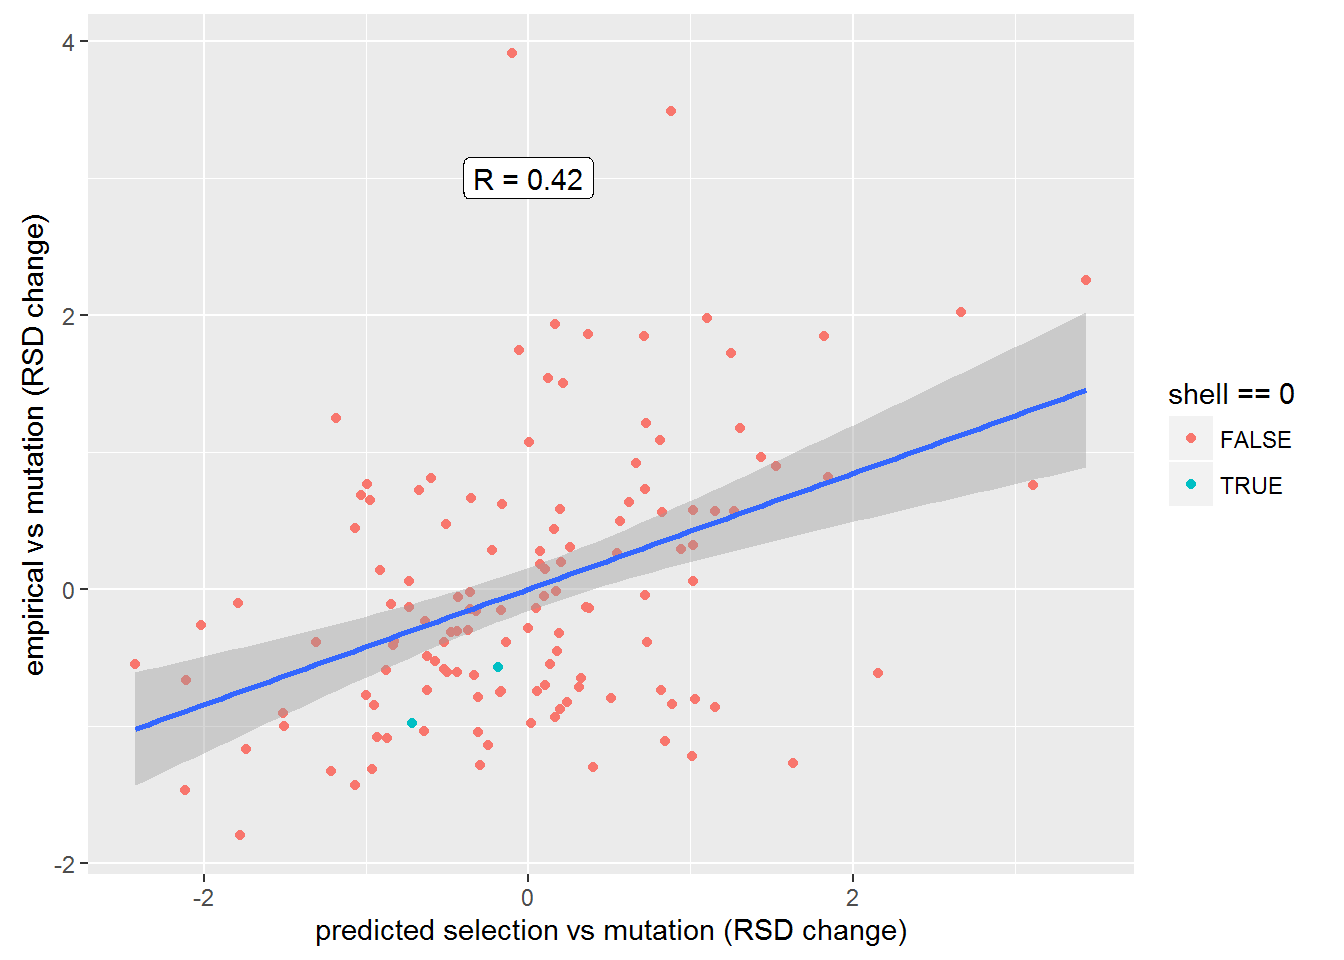 4
2
0
-2
empirical vs mutation (RSD change)
R = 0.42
-2
0
2
predicted selection vs mutation (RSD change)
shell == 0
FALSE
TRUE